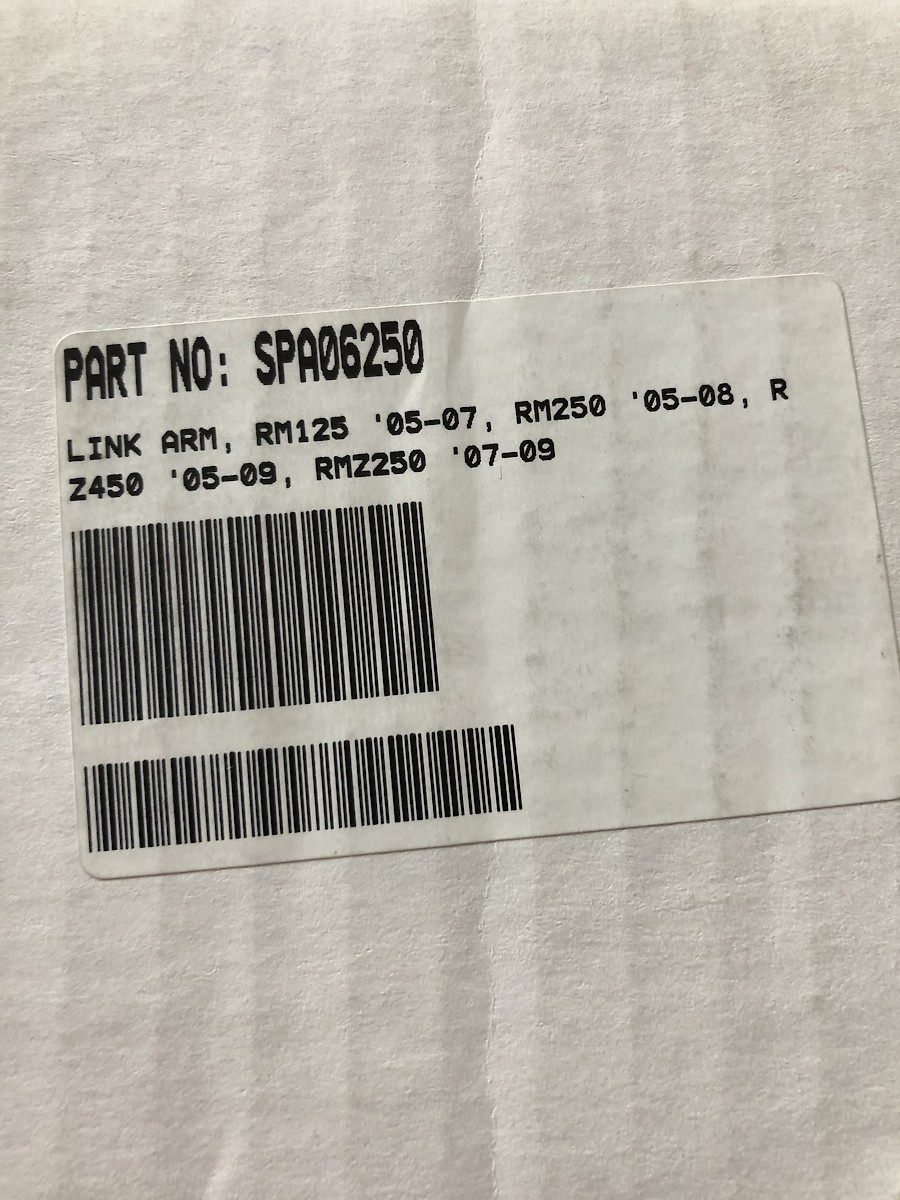 PART NO: SPA06250
LINK ARM, RM125 '05-07, RM250 '05-08, R
Z450 '05-09, RMZ250 '07-09